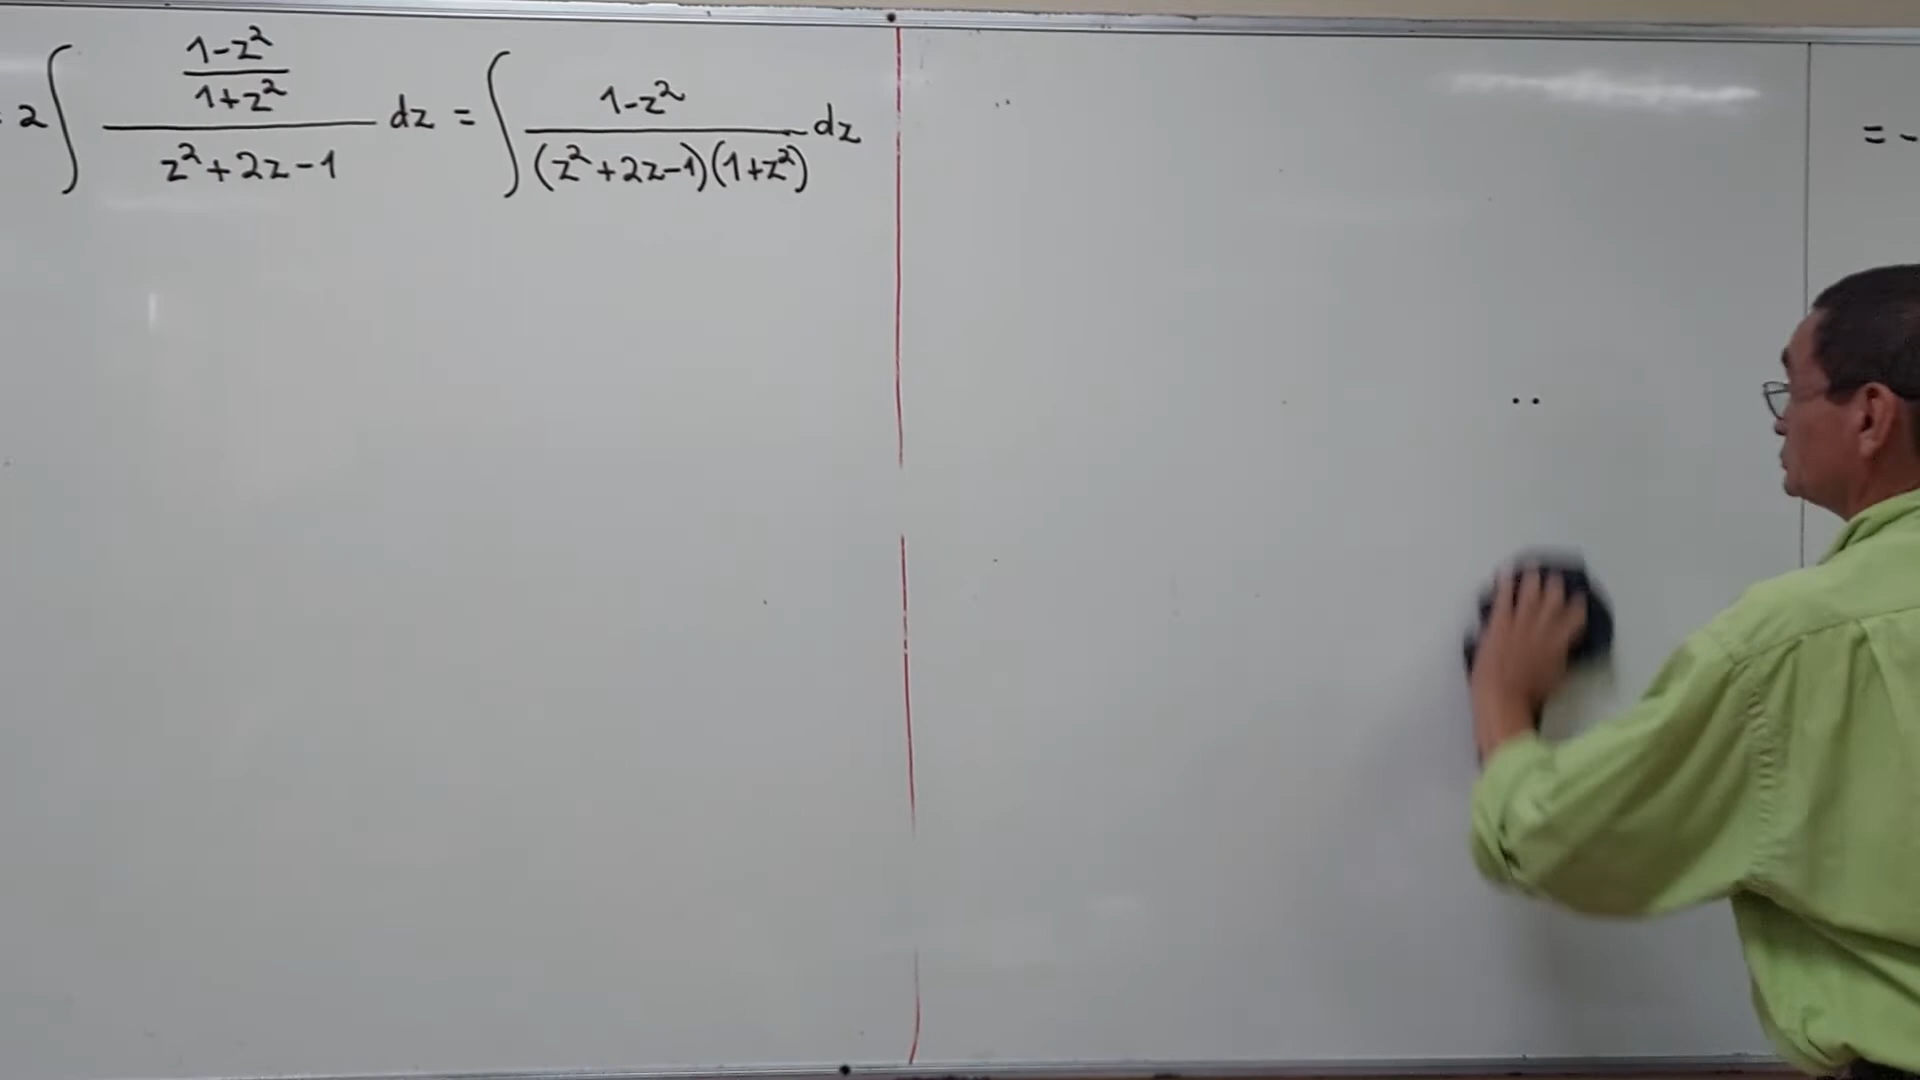 = 2∫ ((1-z²)/(1+z²))/(z²+2z-1) dz = ∫ (1-z²)/((z²+2z-1)(1+z²)) dz
= -